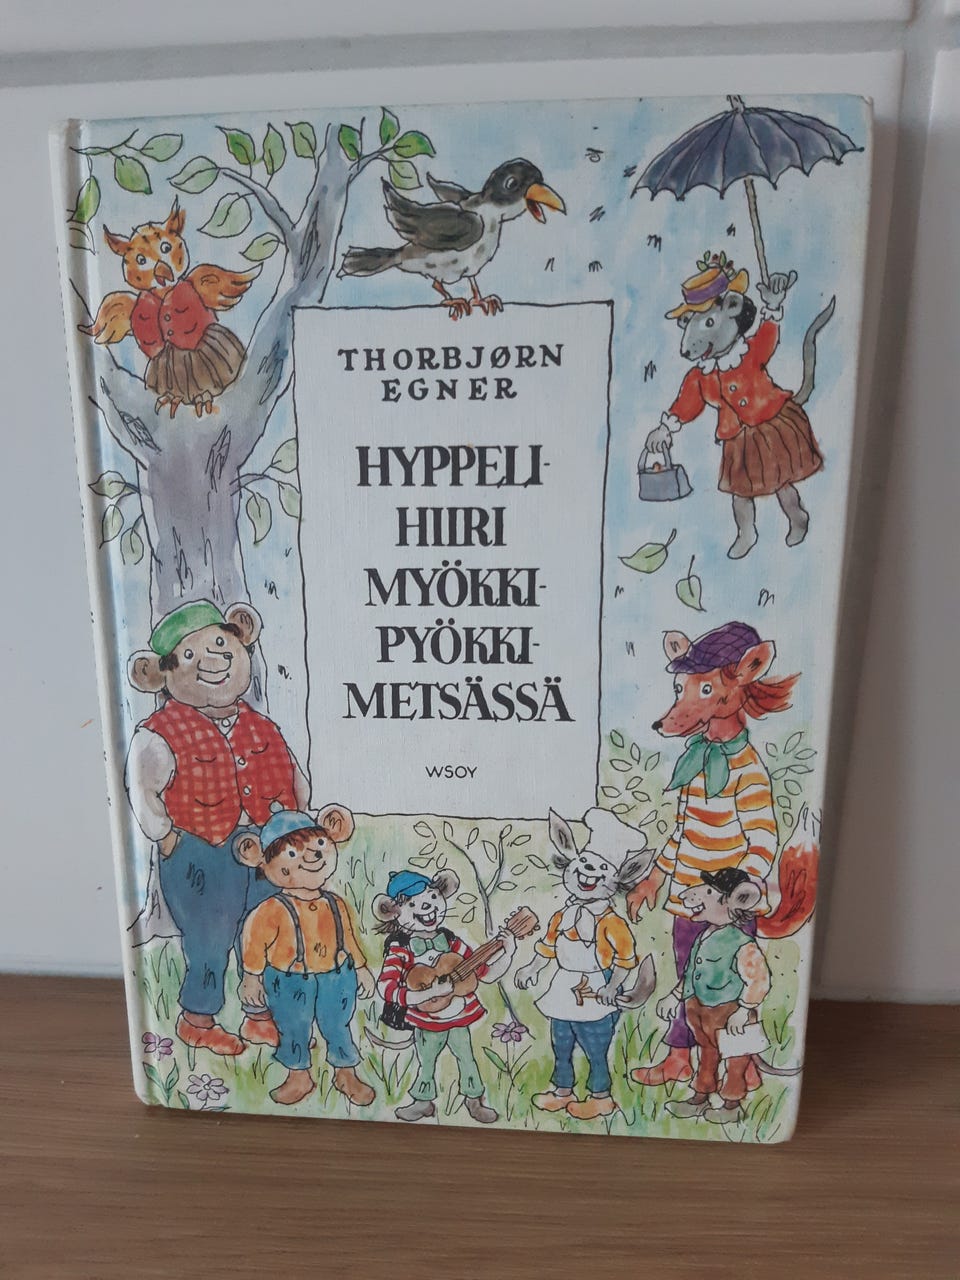 THORBJØRN
EGNER
HYPPELI-
HIIRI
MYÖKKI-
PYÖKKI-
METSÄSSÄ
WSOY